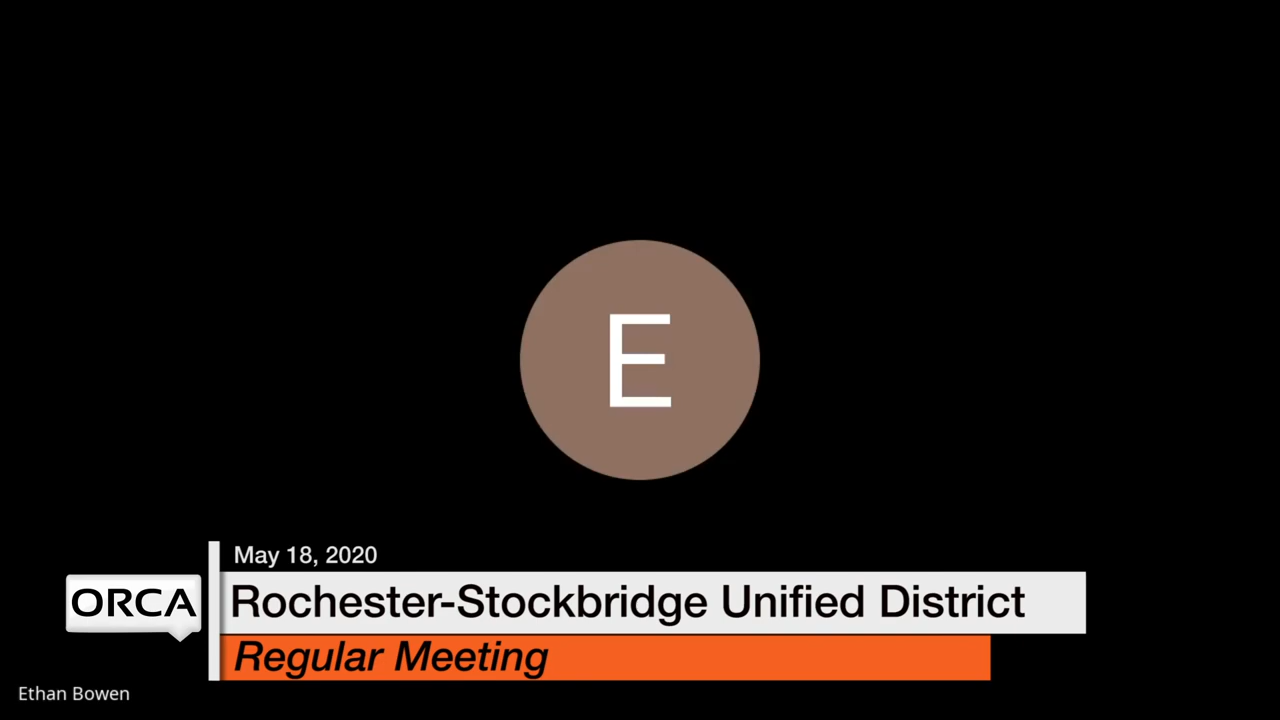 E
May 18, 2020
ORCA
Rochester-Stockbridge Unified District
Regular Meeting
Ethan Bowen